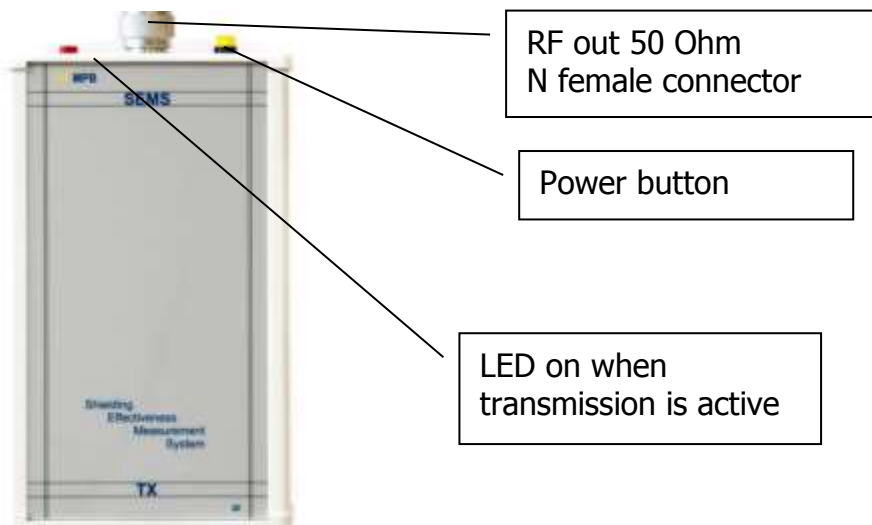 RF out 50 Ohm
N female connector
MPB
SEMS
Power button
LED on when
transmission is active
Shielding
Effectiveness
Measurement
System
TX